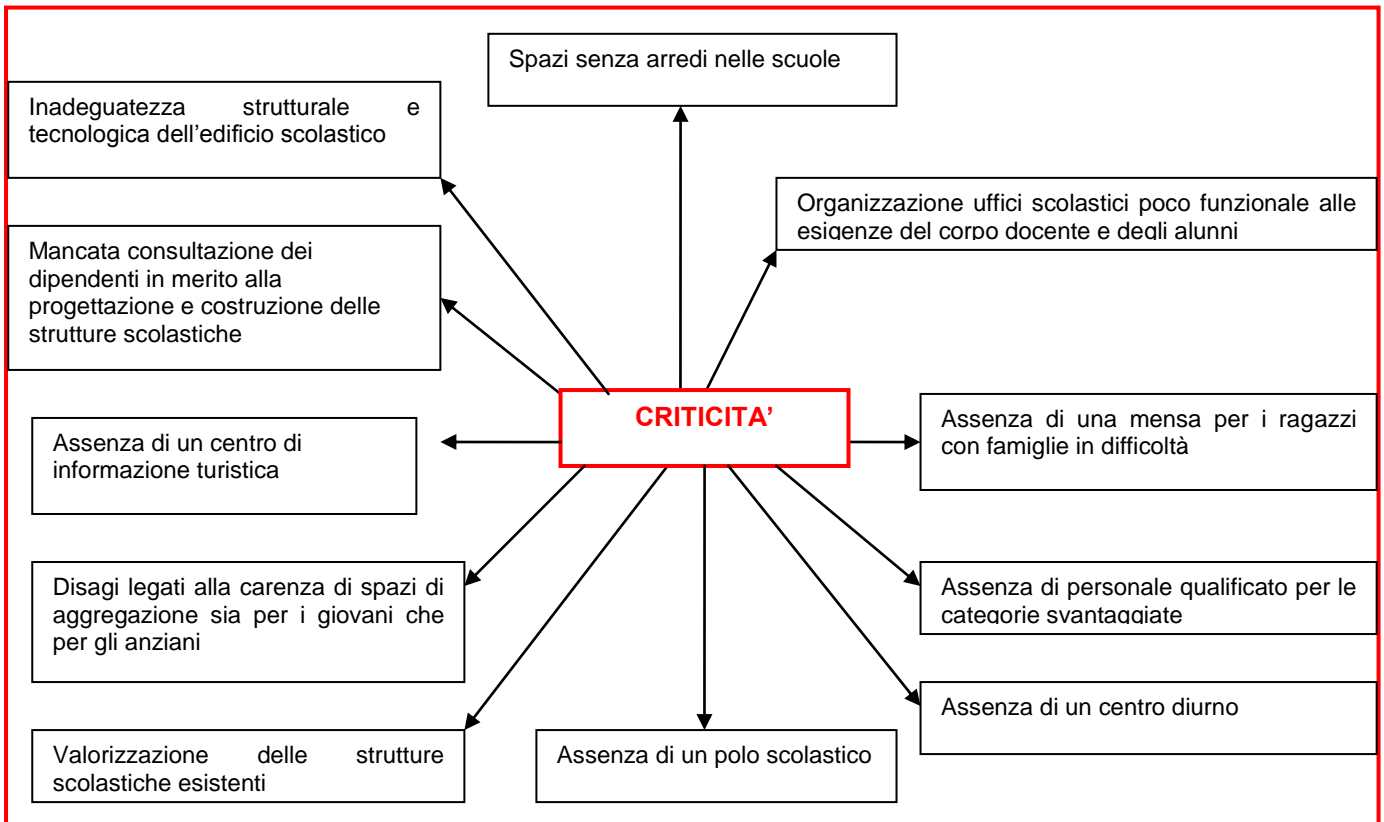 Spazi senza arredi nelle scuole
Inadeguatezza strutturale e
tecnologica dell’edificio scolastico
Organizzazione uffici scolastici poco funzionale alle
esigenze del corpo docente e degli alunni
Mancata consultazione dei
dipendenti in merito alla
progettazione e costruzione delle
strutture scolastiche
CRITICITA’
Assenza di una mensa per i ragazzi
con famiglie in difficoltà
Assenza di un centro di
informazione turistica
Disagi legati alla carenza di spazi di
aggregazione sia per i giovani che
per gli anziani
Assenza di personale qualificato per le
categorie svantaggiate
Assenza di un centro diurno
Valorizzazione delle strutture
scolastiche esistenti
Assenza di un polo scolastico